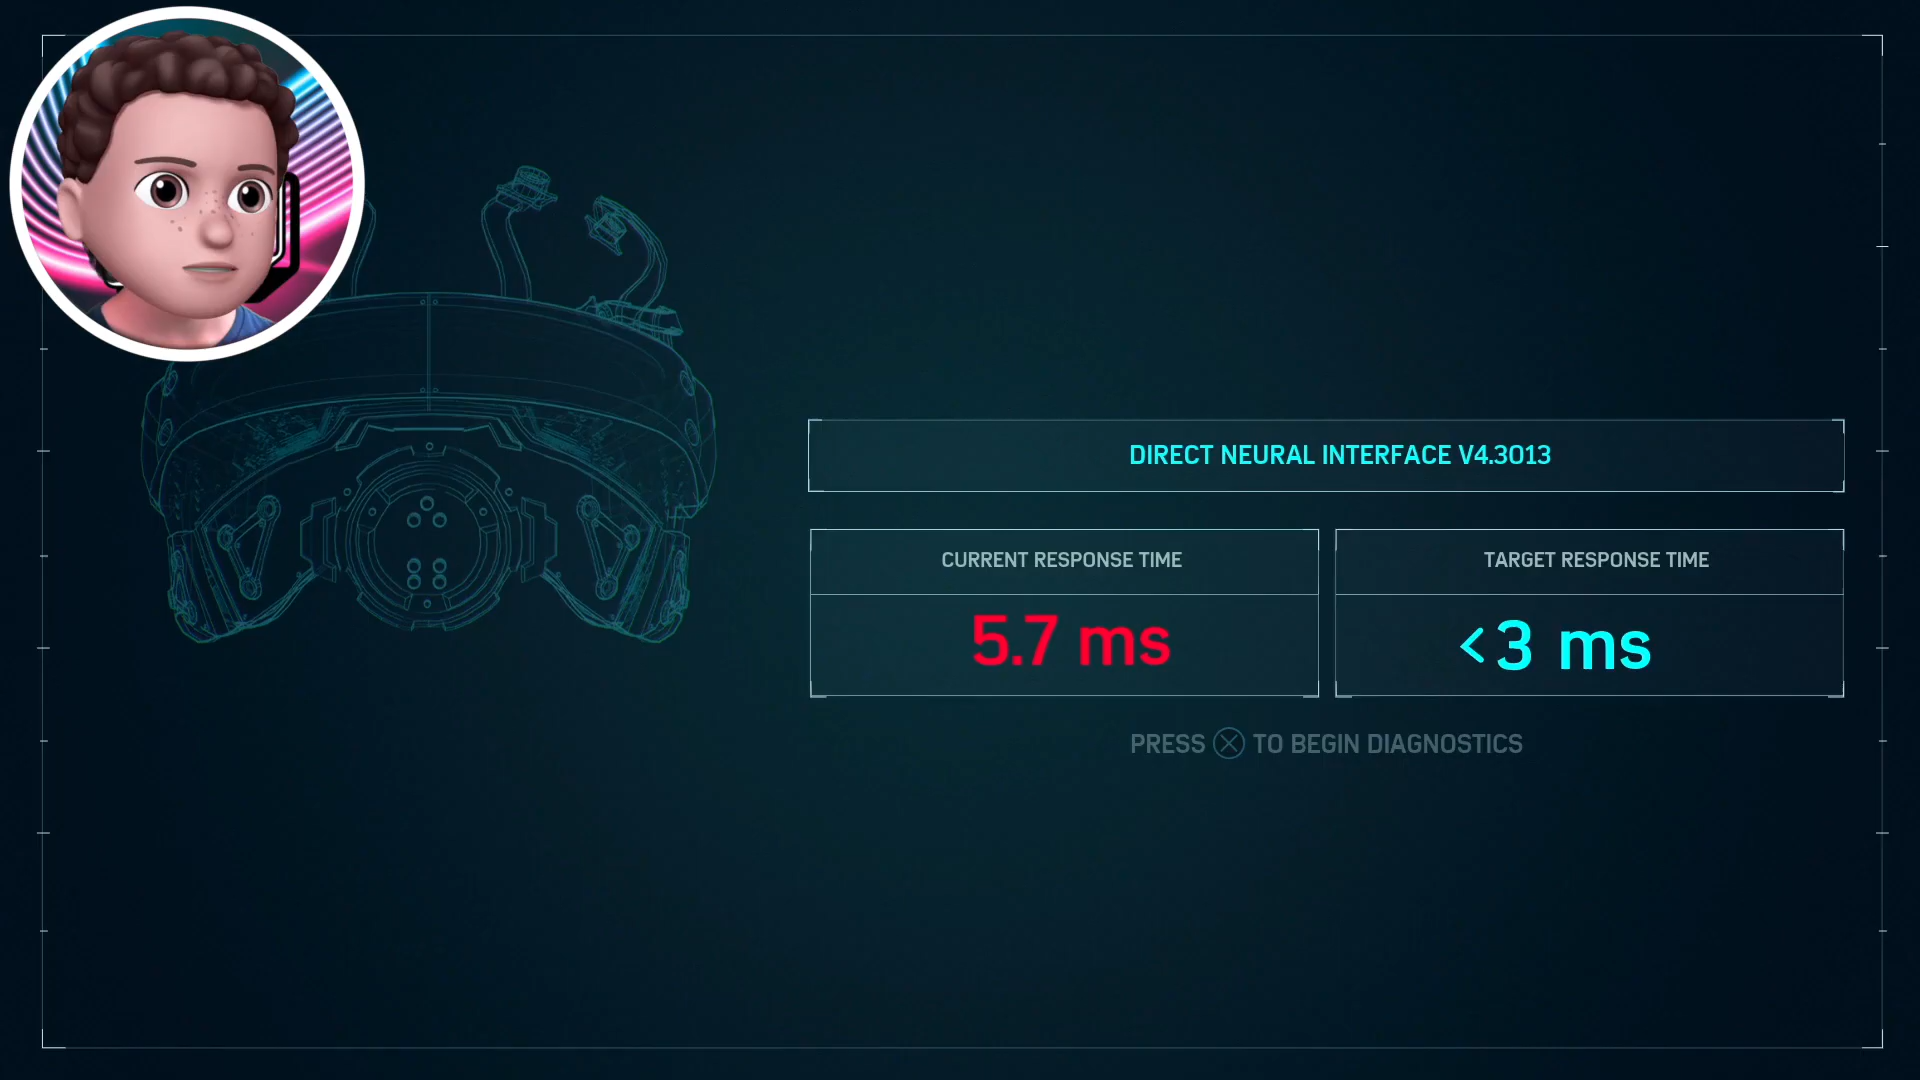 DIRECT NEURAL INTERFACE V4.3013
CURRENT RESPONSE TIME
5.7 ms
TARGET RESPONSE TIME
<3 ms
PRESS TO BEGIN DIAGNOSTICS